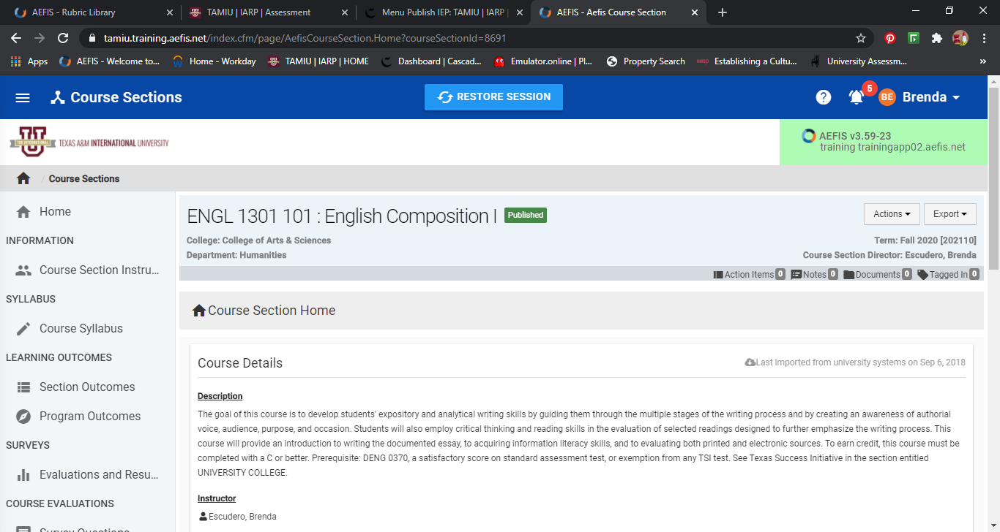 AEFIS - Rubric Library
TAMIU | IARP | Assessment
Menu Publish IEP: TAMIU | IARP |
AEFIS - Aefis Course Section
tamiu.training.aefis.net/index.cfm/page/AefisCourseSection.Home?courseSectionId=8691
Apps
AEFIS - Welcome to...
Home - Workday
TAMIU | IARP | HOME
Dashboard | Cascad...
Emulator.online | Pl...
Property Search
Establishing a Cultu...
University Assessm...
Course Sections
RESTORE SESSION
5
BE
Brenda
TEXAS A&M INTERNATIONAL UNIVERSITY
AEFIS v3.59-23
training trainingapp02.aefis.net
/ Course Sections
Home
INFORMATION
Course Section Instru...
SYLLABUS
Course Syllabus
LEARNING OUTCOMES
Section Outcomes
Program Outcomes
SURVEYS
Evaluations and Resu...
COURSE EVALUATIONS
Survey Questions
ENGL 1301 101 : English Composition I Published
Actions
Export
College: College of Arts & Sciences
Term: Fall 2020 [202110]
Department: Humanities
Course Section Director: Escudero, Brenda
Action Items 0 Notes 0 Documents 0 Tagged In 0
Course Section Home
Course Details
Last imported from university systems on Sep 6, 2018
Description
The goal of this course is to develop students' expository and analytical writing skills by guiding them through the multiple stages of the writing process and by creating an awareness of authorial
voice, audience, purpose, and occasion. Students will also employ critical thinking and reading skills in the evaluation of selected readings designed to further emphasize the writing process. This
course will provide an introduction to writing the documented essay, to acquiring information literacy skills, and to evaluating both printed and electronic sources. To earn credit, this course must be
completed with a C or better. Prerequisite: DENG 0370, a satisfactory score on standard assessment test, or exemption from any TSI test. See Texas Success Initiative in the section entitled
UNIVERSITY COLLEGE.
Instructor
Escudero, Brenda